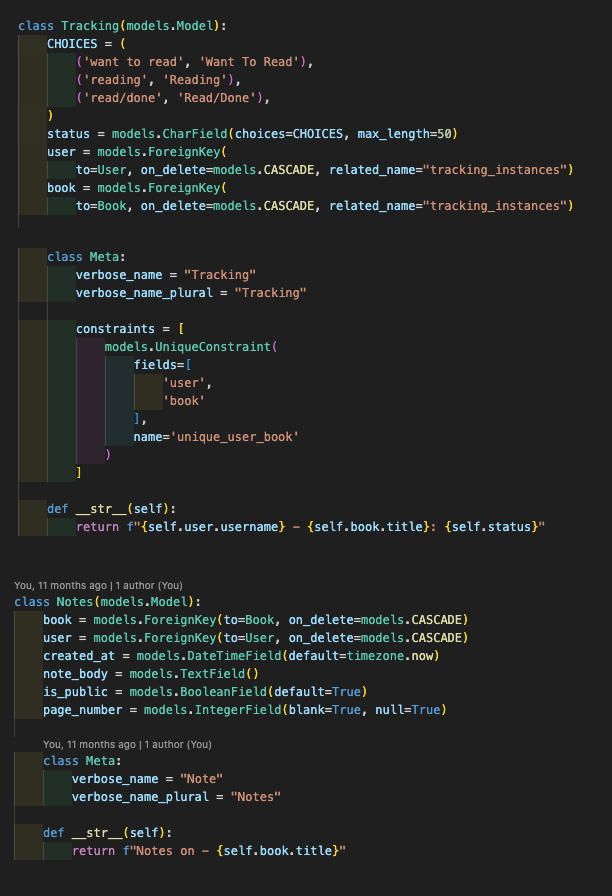 class Tracking(models.Model):
    CHOICES = (
        ('want to read', 'Want To Read'),
        ('reading', 'Reading'),
        ('read/done', 'Read/Done'),
    )
    status = models.CharField(choices=CHOICES, max_length=50)
    user = models.ForeignKey(
        to=User, on_delete=models.CASCADE, related_name="tracking_instances")
    book = models.ForeignKey(
        to=Book, on_delete=models.CASCADE, related_name="tracking_instances")
    class Meta:
        verbose_name = "Tracking"
        verbose_name_plural = "Tracking"
        constraints = [
            models.UniqueConstraint(
                fields=[
                    'user',
                    'book'
                ],
                name='unique_user_book'
            )
        ]
    def __str__(self):
        return f"{self.user.username} - {self.book.title}: {self.status}"
You, 11 months ago | 1 author (You)
class Notes(models.Model):
    book = models.ForeignKey(to=Book, on_delete=models.CASCADE)
    user = models.ForeignKey(to=User, on_delete=models.CASCADE)
    created_at = models.DateTimeField(default=timezone.now)
    note_body = models.TextField()
    is_public = models.BooleanField(default=True)
    page_number = models.IntegerField(blank=True, null=True)
    You, 11 months ago | 1 author (You)
    class Meta:
        verbose_name = "Note"
        verbose_name_plural = "Notes"
    def __str__(self):
        return f"Notes on - {self.book.title}"